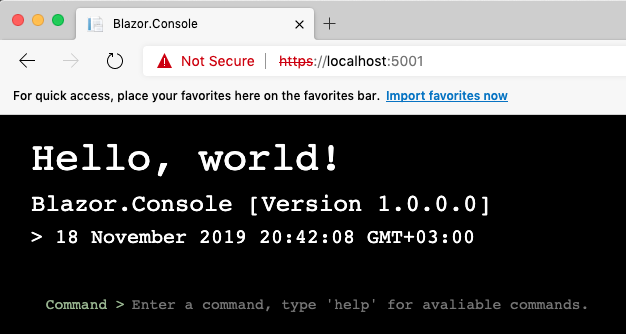 Blazor.Console
Not Secure | https://localhost:5001
For quick access, place your favorites here on the favorites bar. Import favorites now
Hello, world!
Blazor.Console [Version 1.0.0.0]
> 18 November 2019 20:42:08 GMT+03:00
Command > Enter a command, type 'help' for avaliable commands.